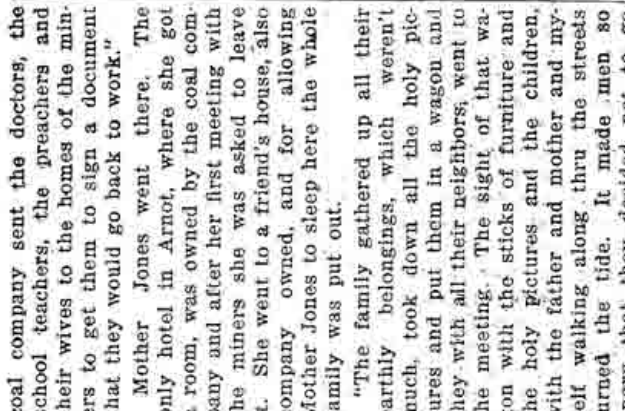 coal company sent the doctors, the
school teachers, the preachers and
their wives to the homes of the min-
ers to get them to sign a document
that they would go back to work."
Mother Jones went there. The
only hotel in Arnot, where she got
a room, was owned by the coal com-
pany and after her first meeting with
the miners she was asked to leave
it. She went to a friend's house, also
company owned, and for allowing
Mother Jones to sleep here the whole
family was put out.
"The family gathered up all their
earthly belongings, which weren't
much, took down all the holy pic-
tures and put them in a wagon and
they with all their neighbors, went to
the meeting. The sight of that wa-
gon with the sticks of furniture and
the holy pictures and the children,
with the father and mother and my-
self walking along thru the streets
turned the tide. It made men so